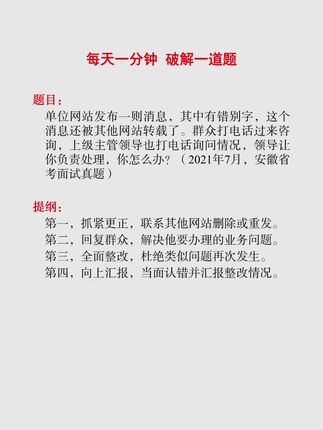 每天一分钟 破解一道题
题目：
单位网站发布一则消息，其中有错别字，这个
消息还被其他网站转载了。群众打电话过来咨
询，上级主管领导也打电话询问情况，领导让
你负责处理，你怎么办？（2021年7月，安徽省
考面试真题）
提纲：
第一，抓紧更正，联系其他网站删除或重发。
第二，回复群众，解决他要办理的业务问题。
第三，全面整改，杜绝类似问题再次发生。
第四，向上汇报，当面认错并汇报整改情况。